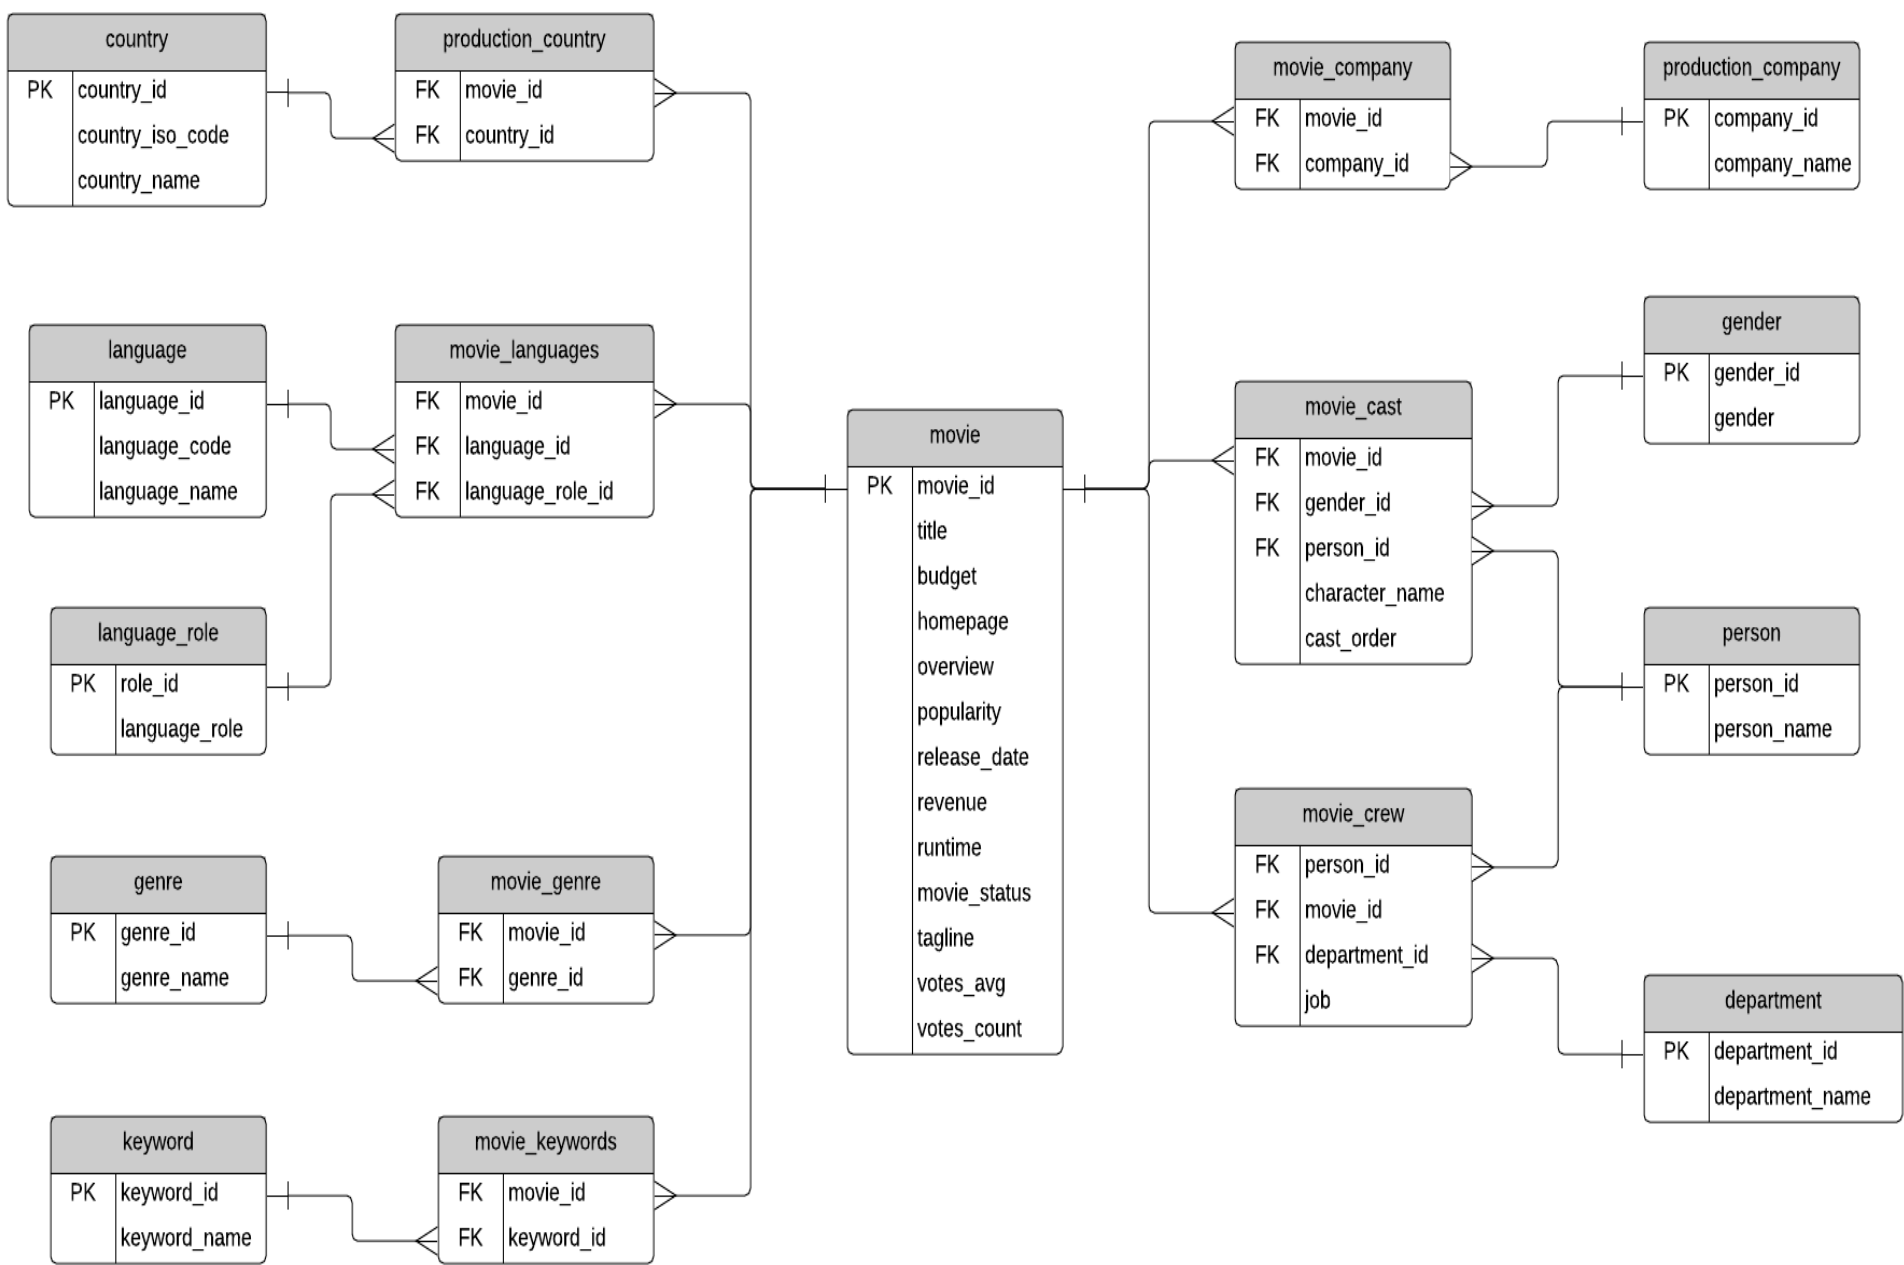 country
PK country_id
country_iso_code
country_name
production_country
FK movie_id
FK country_id
movie_company
FK movie_id
FK company_id
production_company
PK company_id
company_name
language
PK language_id
language_code
language_name
movie_languages
FK movie_id
FK language_id
FK language_role_id
language_role
PK role_id
language_role
genre
PK genre_id
genre_name
movie_genre
FK movie_id
FK genre_id
keyword
PK keyword_id
keyword_name
movie_keywords
FK movie_id
FK keyword_id
movie
PK movie_id
title
budget
homepage
overview
popularity
release_date
revenue
runtime
movie_status
tagline
votes_avg
votes_count
movie_cast
FK movie_id
FK gender_id
FK person_id
character_name
cast_order
gender
PK gender_id
gender
person
PK person_id
person_name
movie_crew
FK person_id
FK movie_id
FK department_id
job
department
PK department_id
department_name